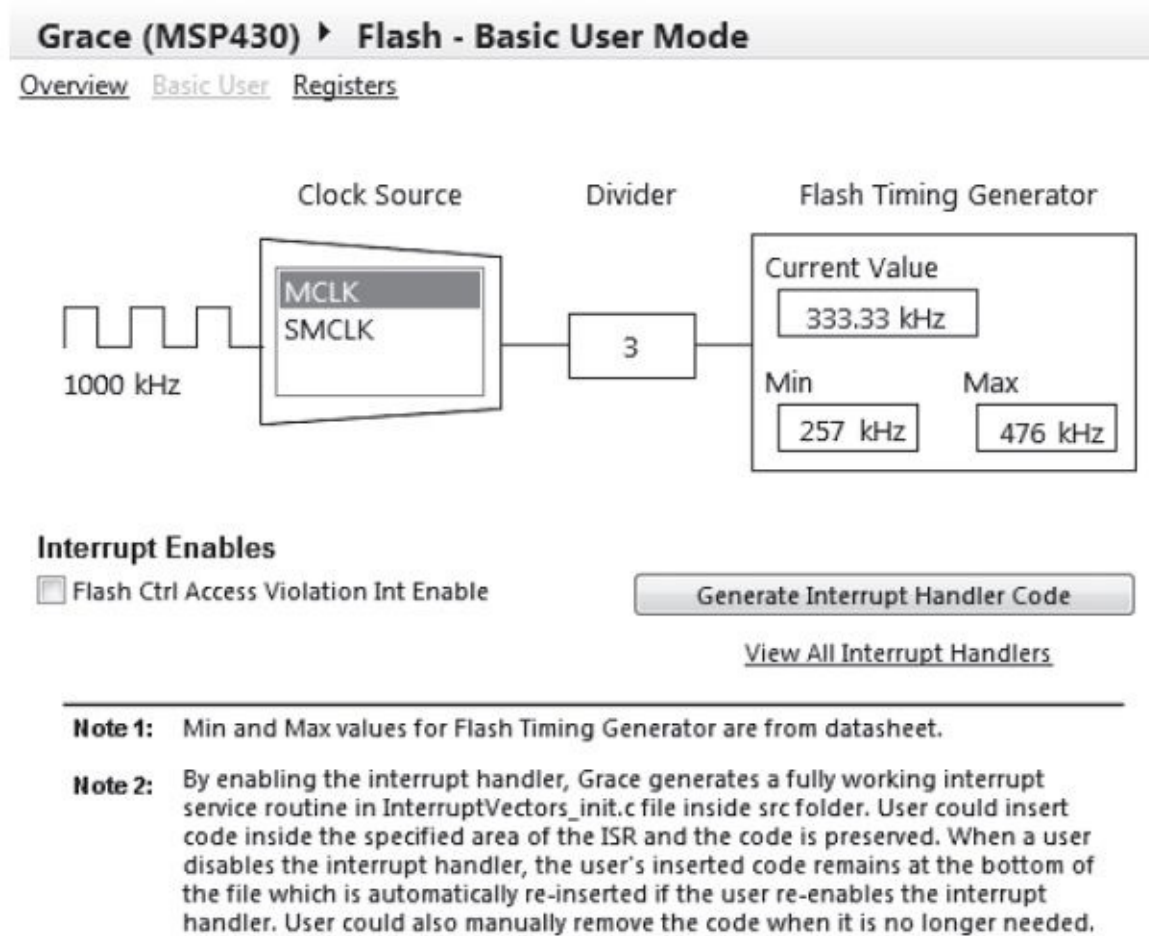 Grace (MSP430) ▸ Flash - Basic User Mode
Overview Basic User Registers
Clock Source Divider Flash Timing Generator
MCLK
SMCLK
1000 kHz
3
Current Value
333.33 kHz
Min Max
257 kHz 476 kHz
Interrupt Enables
Flash Ctrl Access Violation Int Enable
Generate Interrupt Handler Code
View All Interrupt Handlers
Note 1: Min and Max values for Flash Timing Generator are from datasheet.
Note 2: By enabling the interrupt handler, Grace generates a fully working interrupt
service routine in InterruptVectors_init.c file inside src folder. User could insert
code inside the specified area of the ISR and the code is preserved. When a user
disables the interrupt handler, the user's inserted code remains at the bottom of
the file which is automatically re-inserted if the user re-enables the interrupt
handler. User could also manually remove the code when it is no longer needed.